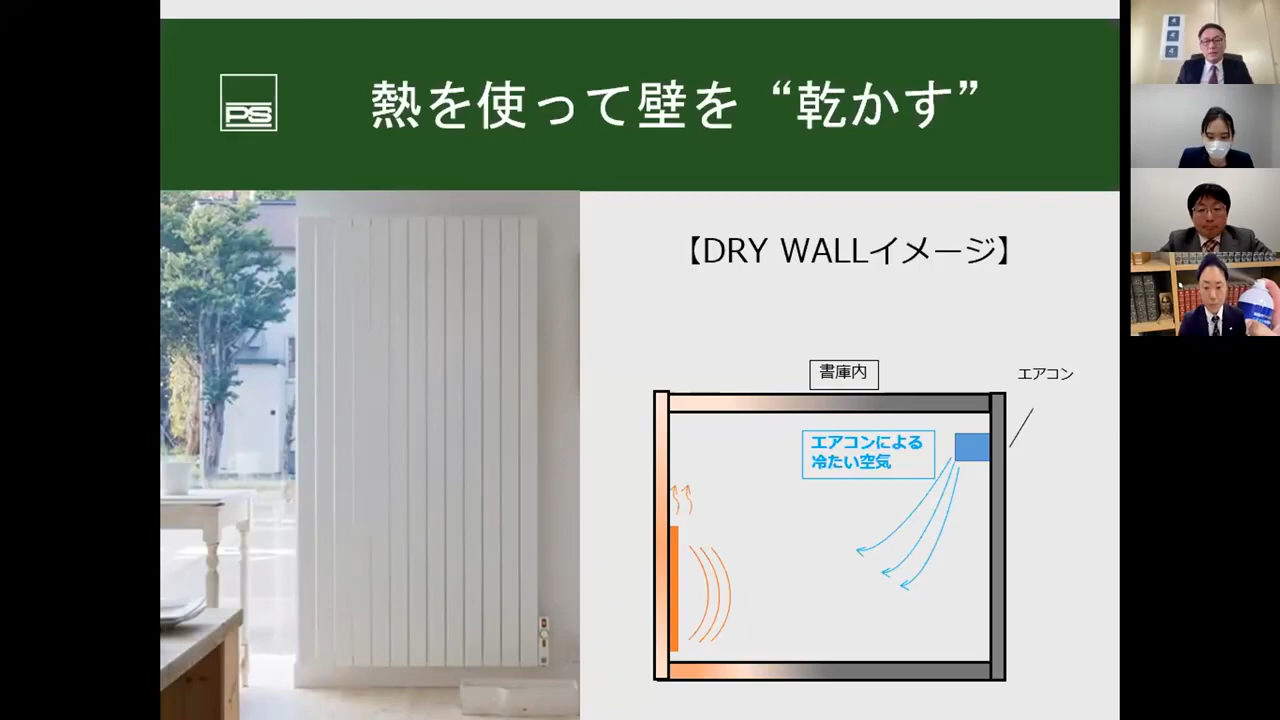 PS
熱を使って壁を“乾かす”
【DRY WALLイメージ】
書庫内
エアコン
エアコンによる
冷たい空気